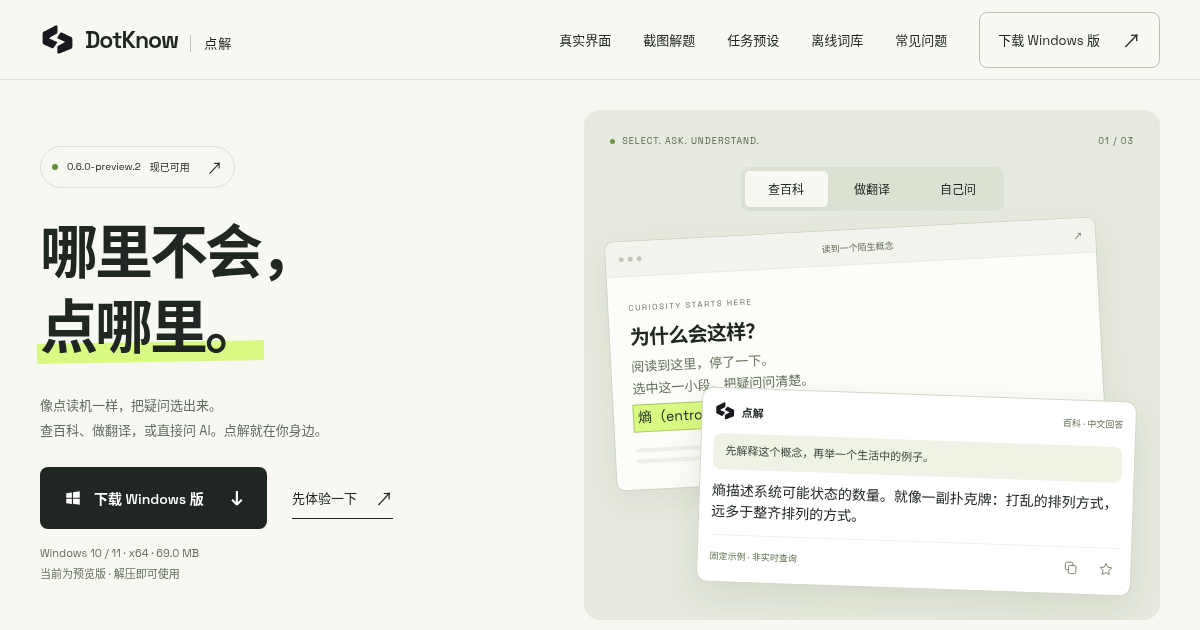 DotKnow 点解
真实界面 截图解题 任务预设 离线词库 常见问题 下载 Windows 版
0.6.0-preview.2 现已可用
哪里不会，
点哪里。
像点读机一样，把疑问选出来。
查百科、做翻译，或直接问 AI。点解就在你身边。
下载 Windows 版
先体验一下
Windows 10 / 11 · x64 · 69.0 MB
当前为预览版 · 解压即可使用
SELECT. ASK. UNDERSTAND.
01 / 03
查百科 做翻译 自己问
读到一个陌生概念
CURIOSITY STARTS HERE
为什么会这样？
阅读到这里，停了一下。
选中这一小段，把疑问问清楚。
熵（entro
点解
百科 · 中文回答
先解释这个概念，再举一个生活中的例子。
熵描述系统可能状态的数量。就像一副扑克牌：打乱的排列方式，
远多于整齐排列的方式。
固定示例 · 非实时查询